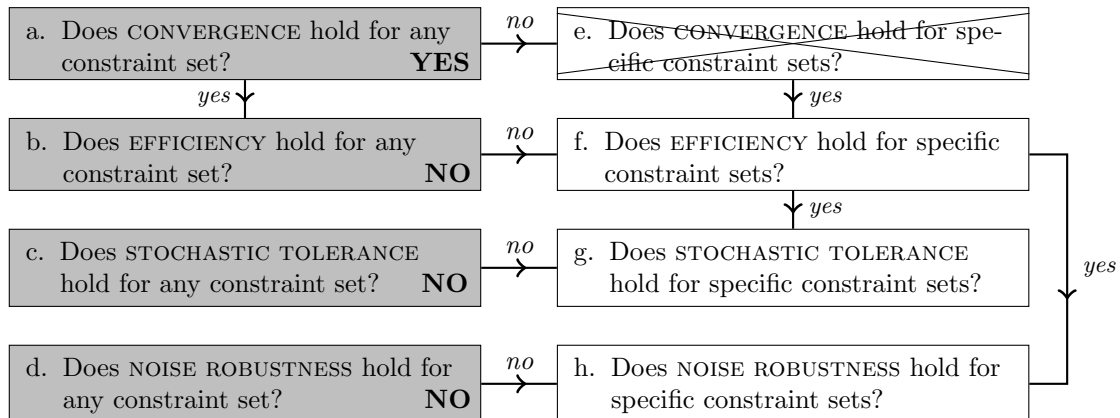 a. Does CONVERGENCE hold for any
constraint set? YES
no
e. Does CONVERGENCE hold for spe-
cific constraint sets?
yes
yes
b. Does EFFICIENCY hold for any
constraint set? NO
no
f. Does EFFICIENCY hold for specific
constraint sets?
yes
c. Does STOCHASTIC TOLERANCE
hold for any constraint set? NO
no
g. Does STOCHASTIC TOLERANCE
hold for specific constraint sets?
yes
d. Does NOISE ROBUSTNESS hold for
any constraint set? NO
no
h. Does NOISE ROBUSTNESS hold for
specific constraint sets?